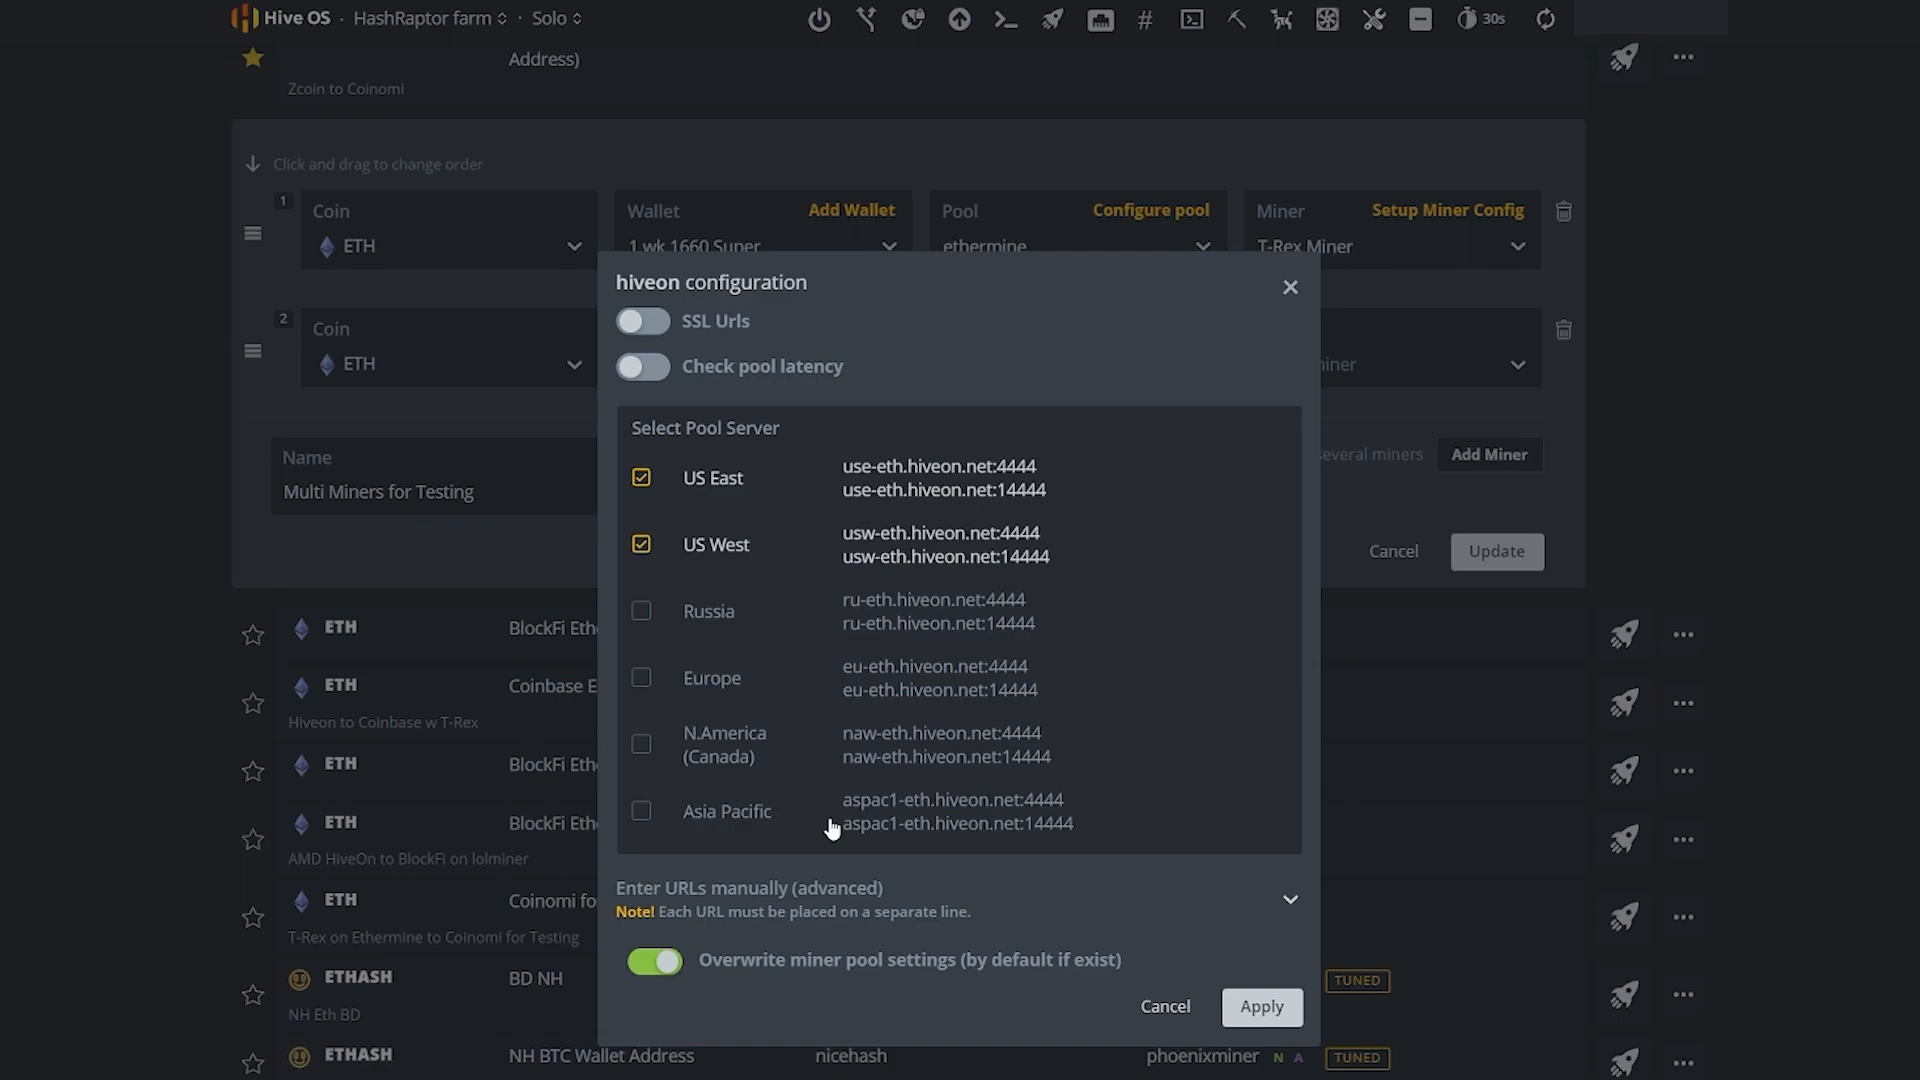 Hive OS · HashRaptor farm · Solo
# 30s
Address)
Zcoin to Coinomi
Click and drag to change order
1
Coin
ETH
Wallet Add Wallet
1 wk 1660 Super
Pool Configure pool
ethermine
Miner Setup Miner Config
T-Rex Miner
2
Coin
ETH
Name
Multi Miners for Testing
several miners Add Miner
Cancel Update
hiveon configuration
SSL Urls
Check pool latency
Select Pool Server
US East
use-eth.hiveon.net:4444
use-eth.hiveon.net:14444
US West
usw-eth.hiveon.net:4444
usw-eth.hiveon.net:14444
Russia
ru-eth.hiveon.net:4444
ru-eth.hiveon.net:14444
Europe
eu-eth.hiveon.net:4444
eu-eth.hiveon.net:14444
N.America
(Canada)
naw-eth.hiveon.net:4444
naw-eth.hiveon.net:14444
Asia Pacific
aspac1-eth.hiveon.net:4444
aspac1-eth.hiveon.net:14444
Enter URLs manually (advanced)
Note! Each URL must be placed on a separate line.
Overwrite miner pool settings (by default if exist)
Cancel Apply
ETH BlockFi Eth
ETH Coinbase E
Hiveon to Coinbase w T-Rex
ETH BlockFi Eth
ETH BlockFi Eth
AMD HiveOn to BlockFi on lolminer
ETH Coinomi fo
T-Rex on Ethermine to Coinomi for Testing
ETHASH BD NH TUNED
NH Eth BD
ETHASH NH BTC Wallet Address nicehash phoenixminer N A TUNED